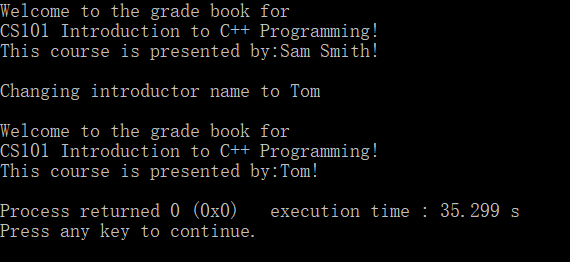 Welcome to the grade book for
CS101 Introduction to C++ Programming!
This course is presented by:Sam Smith!
Changing introductor name to Tom
Welcome to the grade book for
CS101 Introduction to C++ Programming!
This course is presented by:Tom!
Process returned 0 (0x0)   execution time : 35.299 s
Press any key to continue.